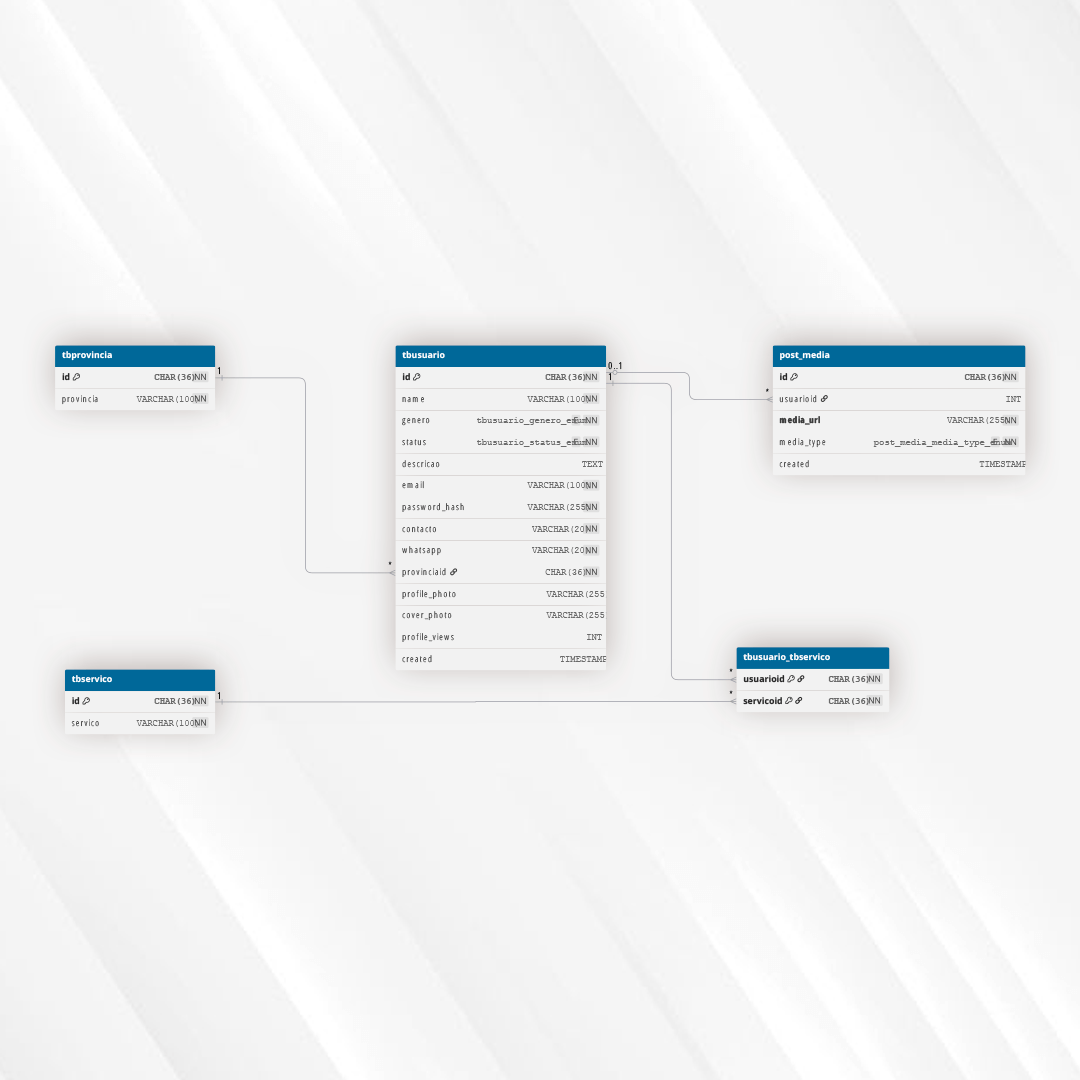 tbprovincia
id CHAR(36) NN
provincia VARCHAR(100) NN
1
tbusuario
id CHAR(36) NN
name VARCHAR(100) NN
genero tbusuario_genero_enum E NN
status tbusuario_status_enum E NN
descricao TEXT
email VARCHAR(100) NN
password_hash VARCHAR(255) NN
contacto VARCHAR(20) NN
whatsapp VARCHAR(20) NN
* provinciaid CHAR(36) NN
profile_photo VARCHAR(255
cover_photo VARCHAR(255
profile_views INT
created TIMESTAMP
0..1
1
post_media
id CHAR(36) NN
* usuarioid INT
media_url VARCHAR(255) NN
media_type post_media_media_type_enum E NN
created TIMESTAMP
tbservico
id CHAR(36) NN
servico VARCHAR(100) NN
1
tbusuario_tbservico
* usuarioid CHAR(36) NN
* servicoid CHAR(36) NN